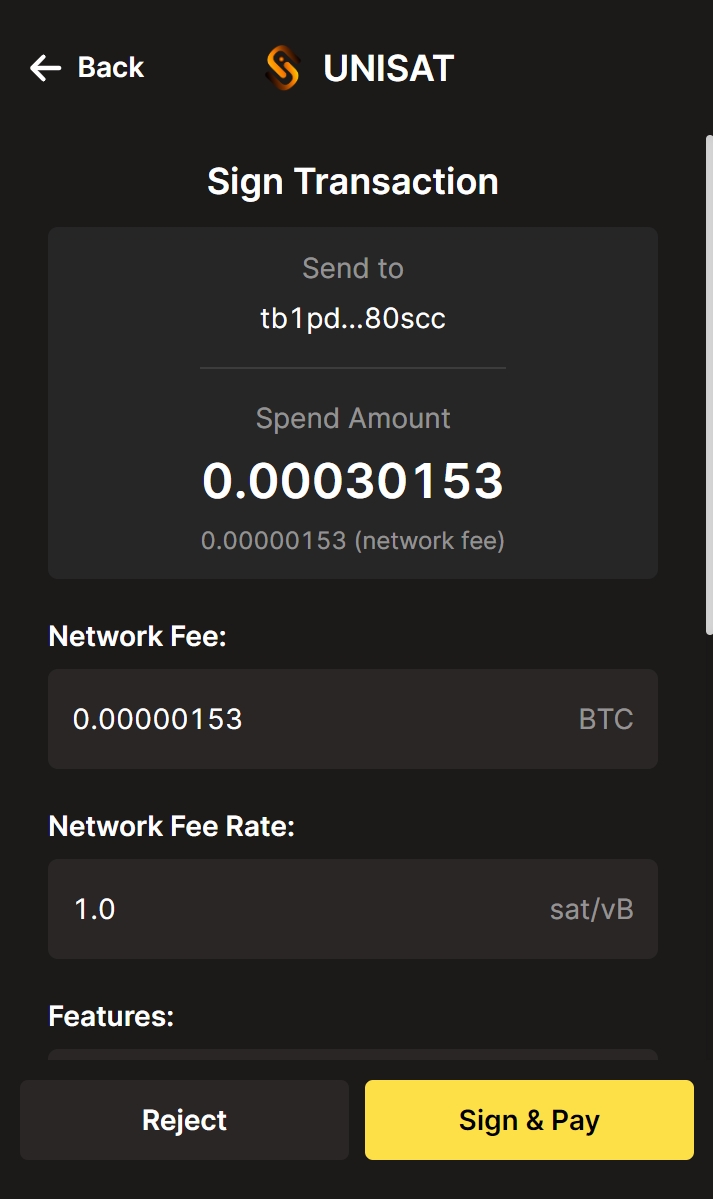 Back
UNISAT
Sign Transaction
Send to
tb1pd...80scc
Spend Amount
0.00030153
0.00000153 (network fee)
Network Fee:
0.00000153 BTC
Network Fee Rate:
1.0 sat/vB
Features:
Reject
Sign & Pay